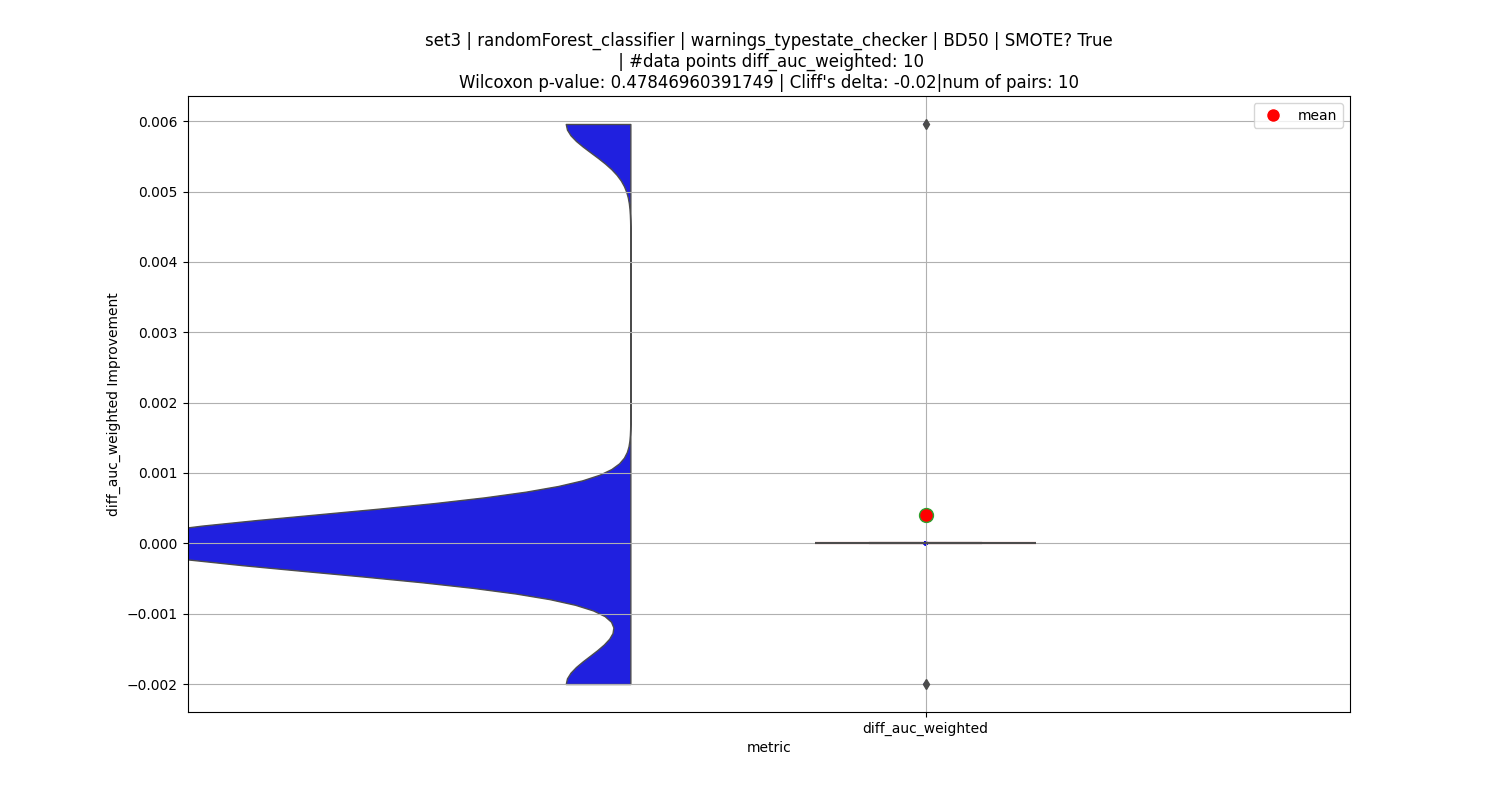 set3 | randomForest_classifier | warnings_typestate_checker | BD50 | SMOTE? True
| #data points diff_auc_weighted: 10
Wilcoxon p-value: 0.47846960391749 | Cliff's delta: -0.02|num of pairs: 10
mean
0.006
0.005
0.004
0.003
0.002
0.001
0.000
−0.001
−0.002
diff_auc_weighted Improvement
diff_auc_weighted
metric